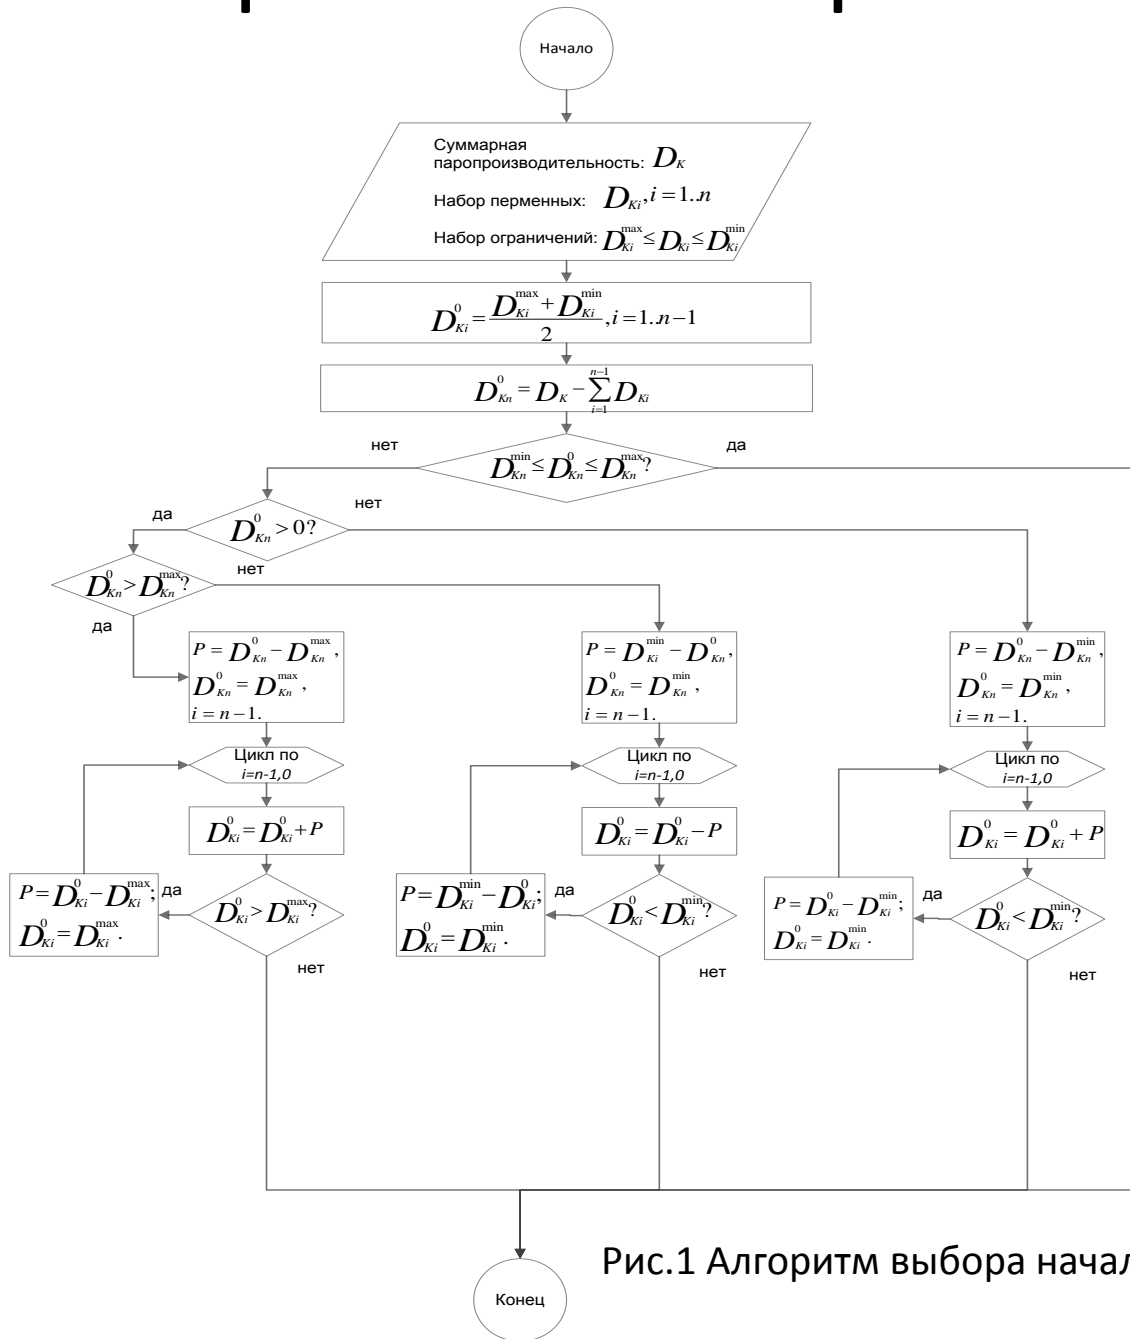 Начало
Суммарная
паропроизводительность: D_K
Набор перменных: D_Ki, i = 1..n
Набор ограничений: D_Ki^max ≤ D_Ki ≤ D_Ki^min
D_Ki^0 = (D_Ki^max + D_Ki^min)/2, i = 1..n−1
D_Kn^0 = D_K − ∑_{i=1}^{n−1} D_Ki
нет
D_Kn^min ≤ D_Kn^0 ≤ D_Kn^max?
да
да
D_Kn^0 > 0?
нет
D_Kn^0 > D_Kn^max?
нет
да
P = D_Kn^0 − D_Kn^max,
D_Kn^0 = D_Kn^max,
i = n−1.
Цикл по
i=n-1,0
D_Ki^0 = D_Ki^0 + P
D_Ki^0 > D_Ki^max?
да
P = D_Ki^0 − D_Ki^max;
D_Ki^0 = D_Ki^max.
нет
P = D_Ki^min − D_Kn^0,
D_Kn^0 = D_Kn^min,
i = n−1.
Цикл по
i=n-1,0
D_Ki^0 = D_Ki^0 − P
D_Ki^0 < D_Ki^min?
да
P = D_Ki^min − D_Ki^0;
D_Ki^0 = D_Ki^min.
нет
P = D_Kn^0 − D_Kn^min,
D_Kn^0 = D_Kn^min,
i = n−1.
Цикл по
i=n-1,0
D_Ki^0 = D_Ki^0 + P
D_Ki^0 < D_Ki^min?
да
P = D_Ki^0 − D_Ki^min;
D_Ki^0 = D_Ki^min.
нет
Рис.1 Алгоритм выбора начал
Конец